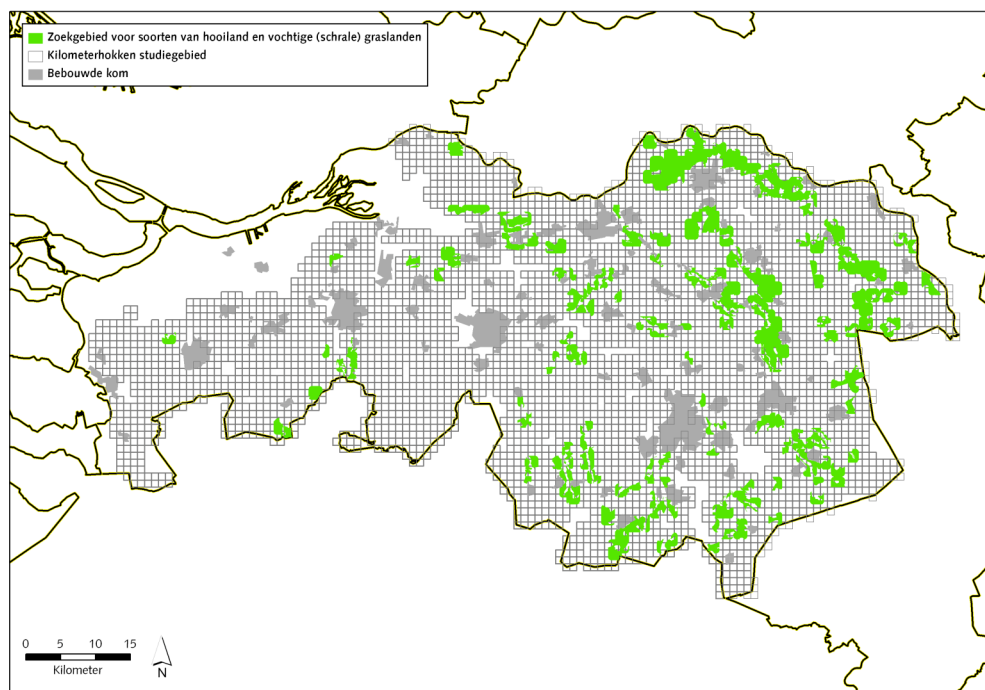 Zoekgebied voor soorten van hooiland en vochtige (schrale) graslanden
Kilometerhokken studiegebied
Bebouwde kom
0 5 10 15
Kilometer
N